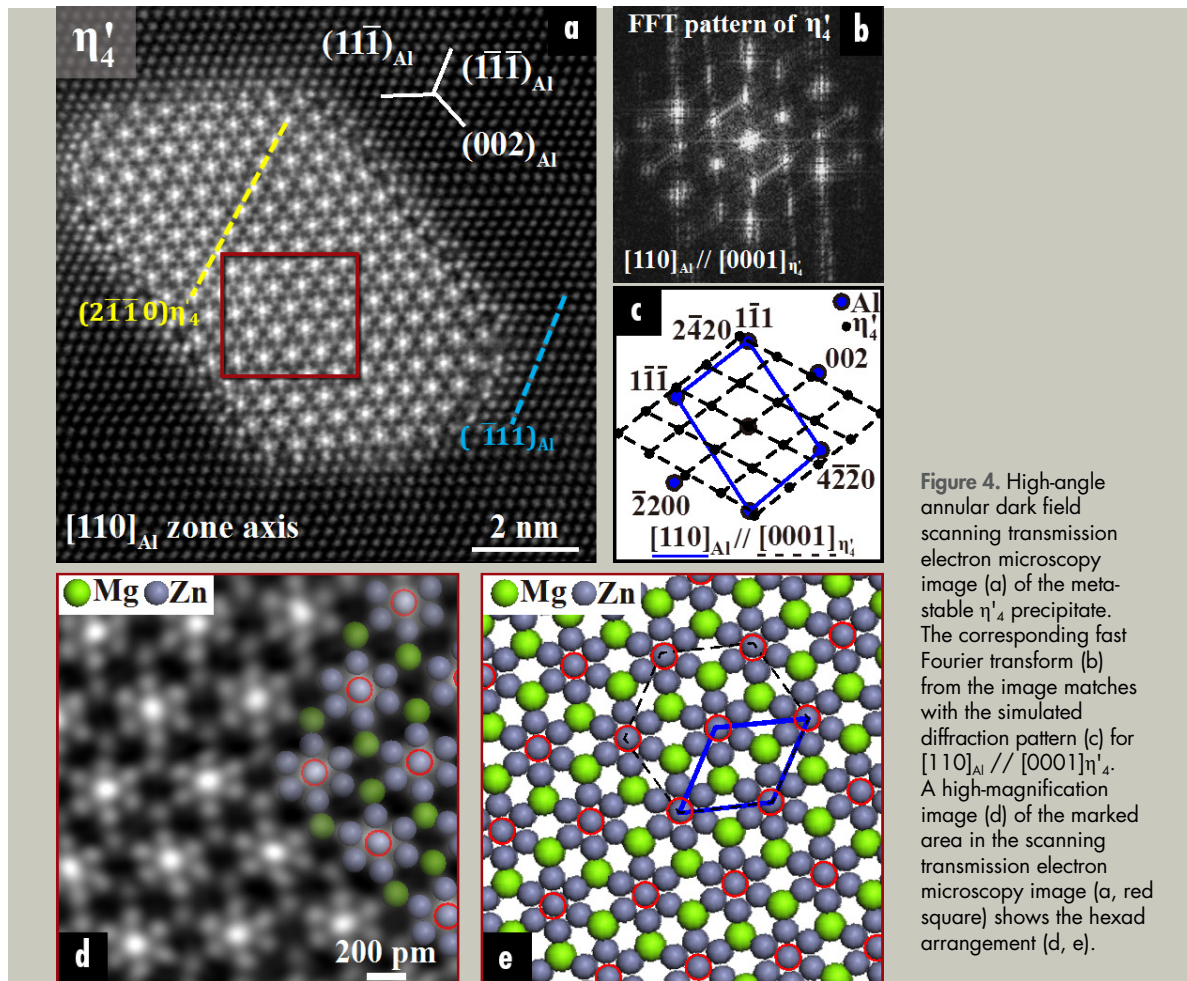 η'₄
a
(11̄1̄)Al
(1̄1̄1̄)Al
(002)Al
(21̄1̄0)η'₄
(1̄11)Al
[110]Al zone axis
2 nm
FFT pattern of η'₄
b
[110]Al // [0001]η'₄
c
Al
η'₄
24̄20
11̄1
002
11̄1̄
42̄2̄0
2̄200
[110]Al // [0001]η'₄
Mg Zn
d
200 pm
Mg Zn
e
Figure 4. High-angle
annular dark field
scanning transmission
electron microscopy
image (a) of the meta-
stable η'₄ precipitate.
The corresponding fast
Fourier transform (b)
from the image matches
with the simulated
diffraction pattern (c) for
[110]Al // [0001]η'₄.
A high-magnification
image (d) of the marked
area in the scanning
transmission electron
microscopy image (a, red
square) shows the hexad
arrangement (d, e).